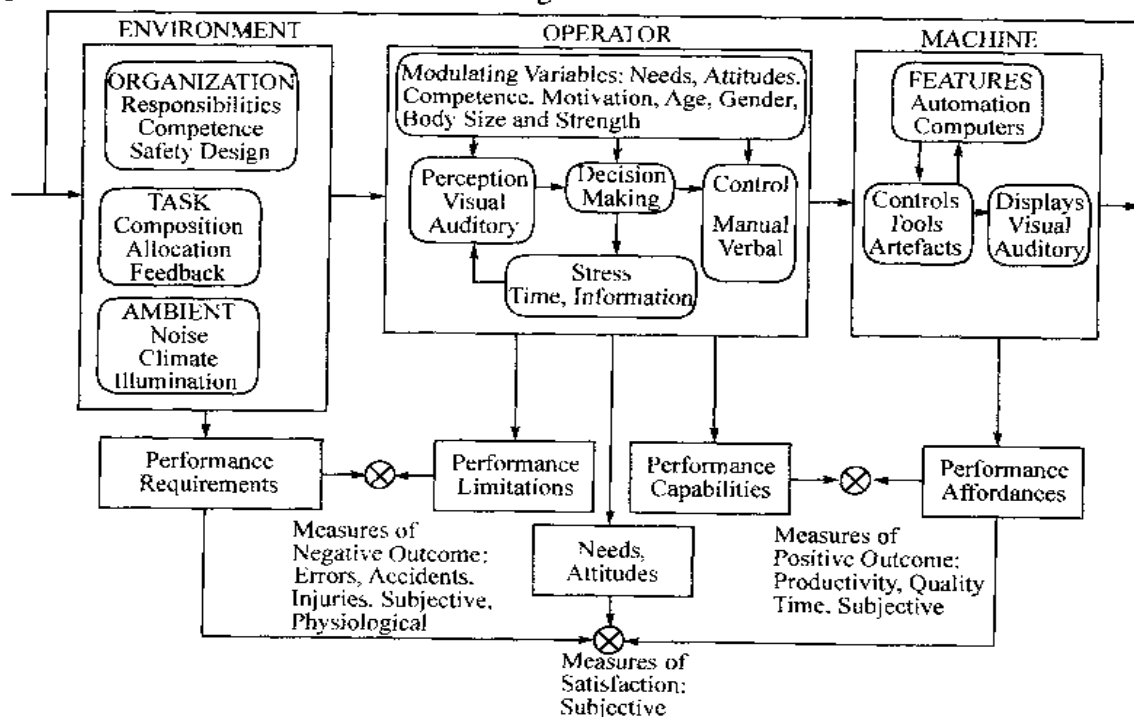 ENVIRONMENT
ORGANIZATION
Responsibilities
Competence
Safety Design
TASK
Composition
Allocation
Feedback
AMBIENT
Noise
Climate
Illumination
OPERATOR
Modulating Variables: Needs, Attitudes.
Competence. Motivation, Age, Gender,
Body Size and Strength
Perception
Visual
Auditory
Decision
Making
Control
Manual
Verbal
Stress
Time, Information
MACHINE
FEATURES
Automation
Computers
Controls
Tools
Artefacts
Displays
Visual
Auditory
Performance
Requirements
Performance
Limitations
Performance
Capabilities
Performance
Affordances
Measures of
Negative Outcome:
Errors, Accidents.
Injuries. Subjective,
Physiological
Needs,
Attitudes
Measures of
Positive Outcome:
Productivity, Quality
Time. Subjective
Measures of
Satisfaction:
Subjective